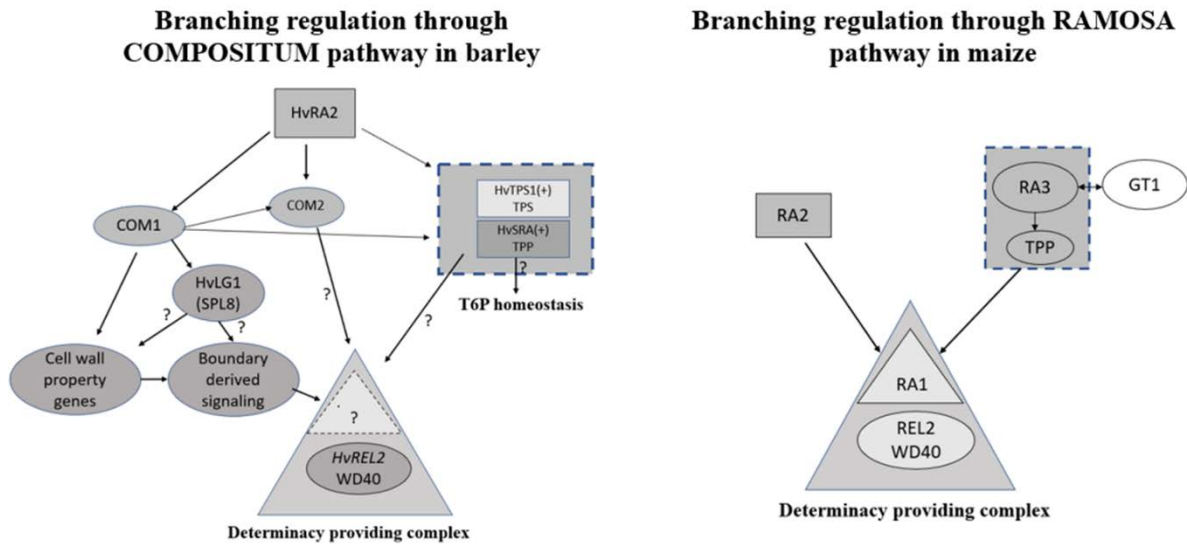 Branching regulation through
COMPOSITUM pathway in barley
HvRA2
HvTPS1(+)
TPS
HvSRA(+)
TPP
?
T6P homeostasis
COM2
COM1
HvLG1
(SPL8)
?
?
?
?
Cell wall
property
genes
Boundary
derived
signaling
?
HvREL2
WD40
Determinacy providing complex
Branching regulation through RAMOSA
pathway in maize
RA3
GT1
TPP
RA2
RA1
REL2
WD40
Determinacy providing complex